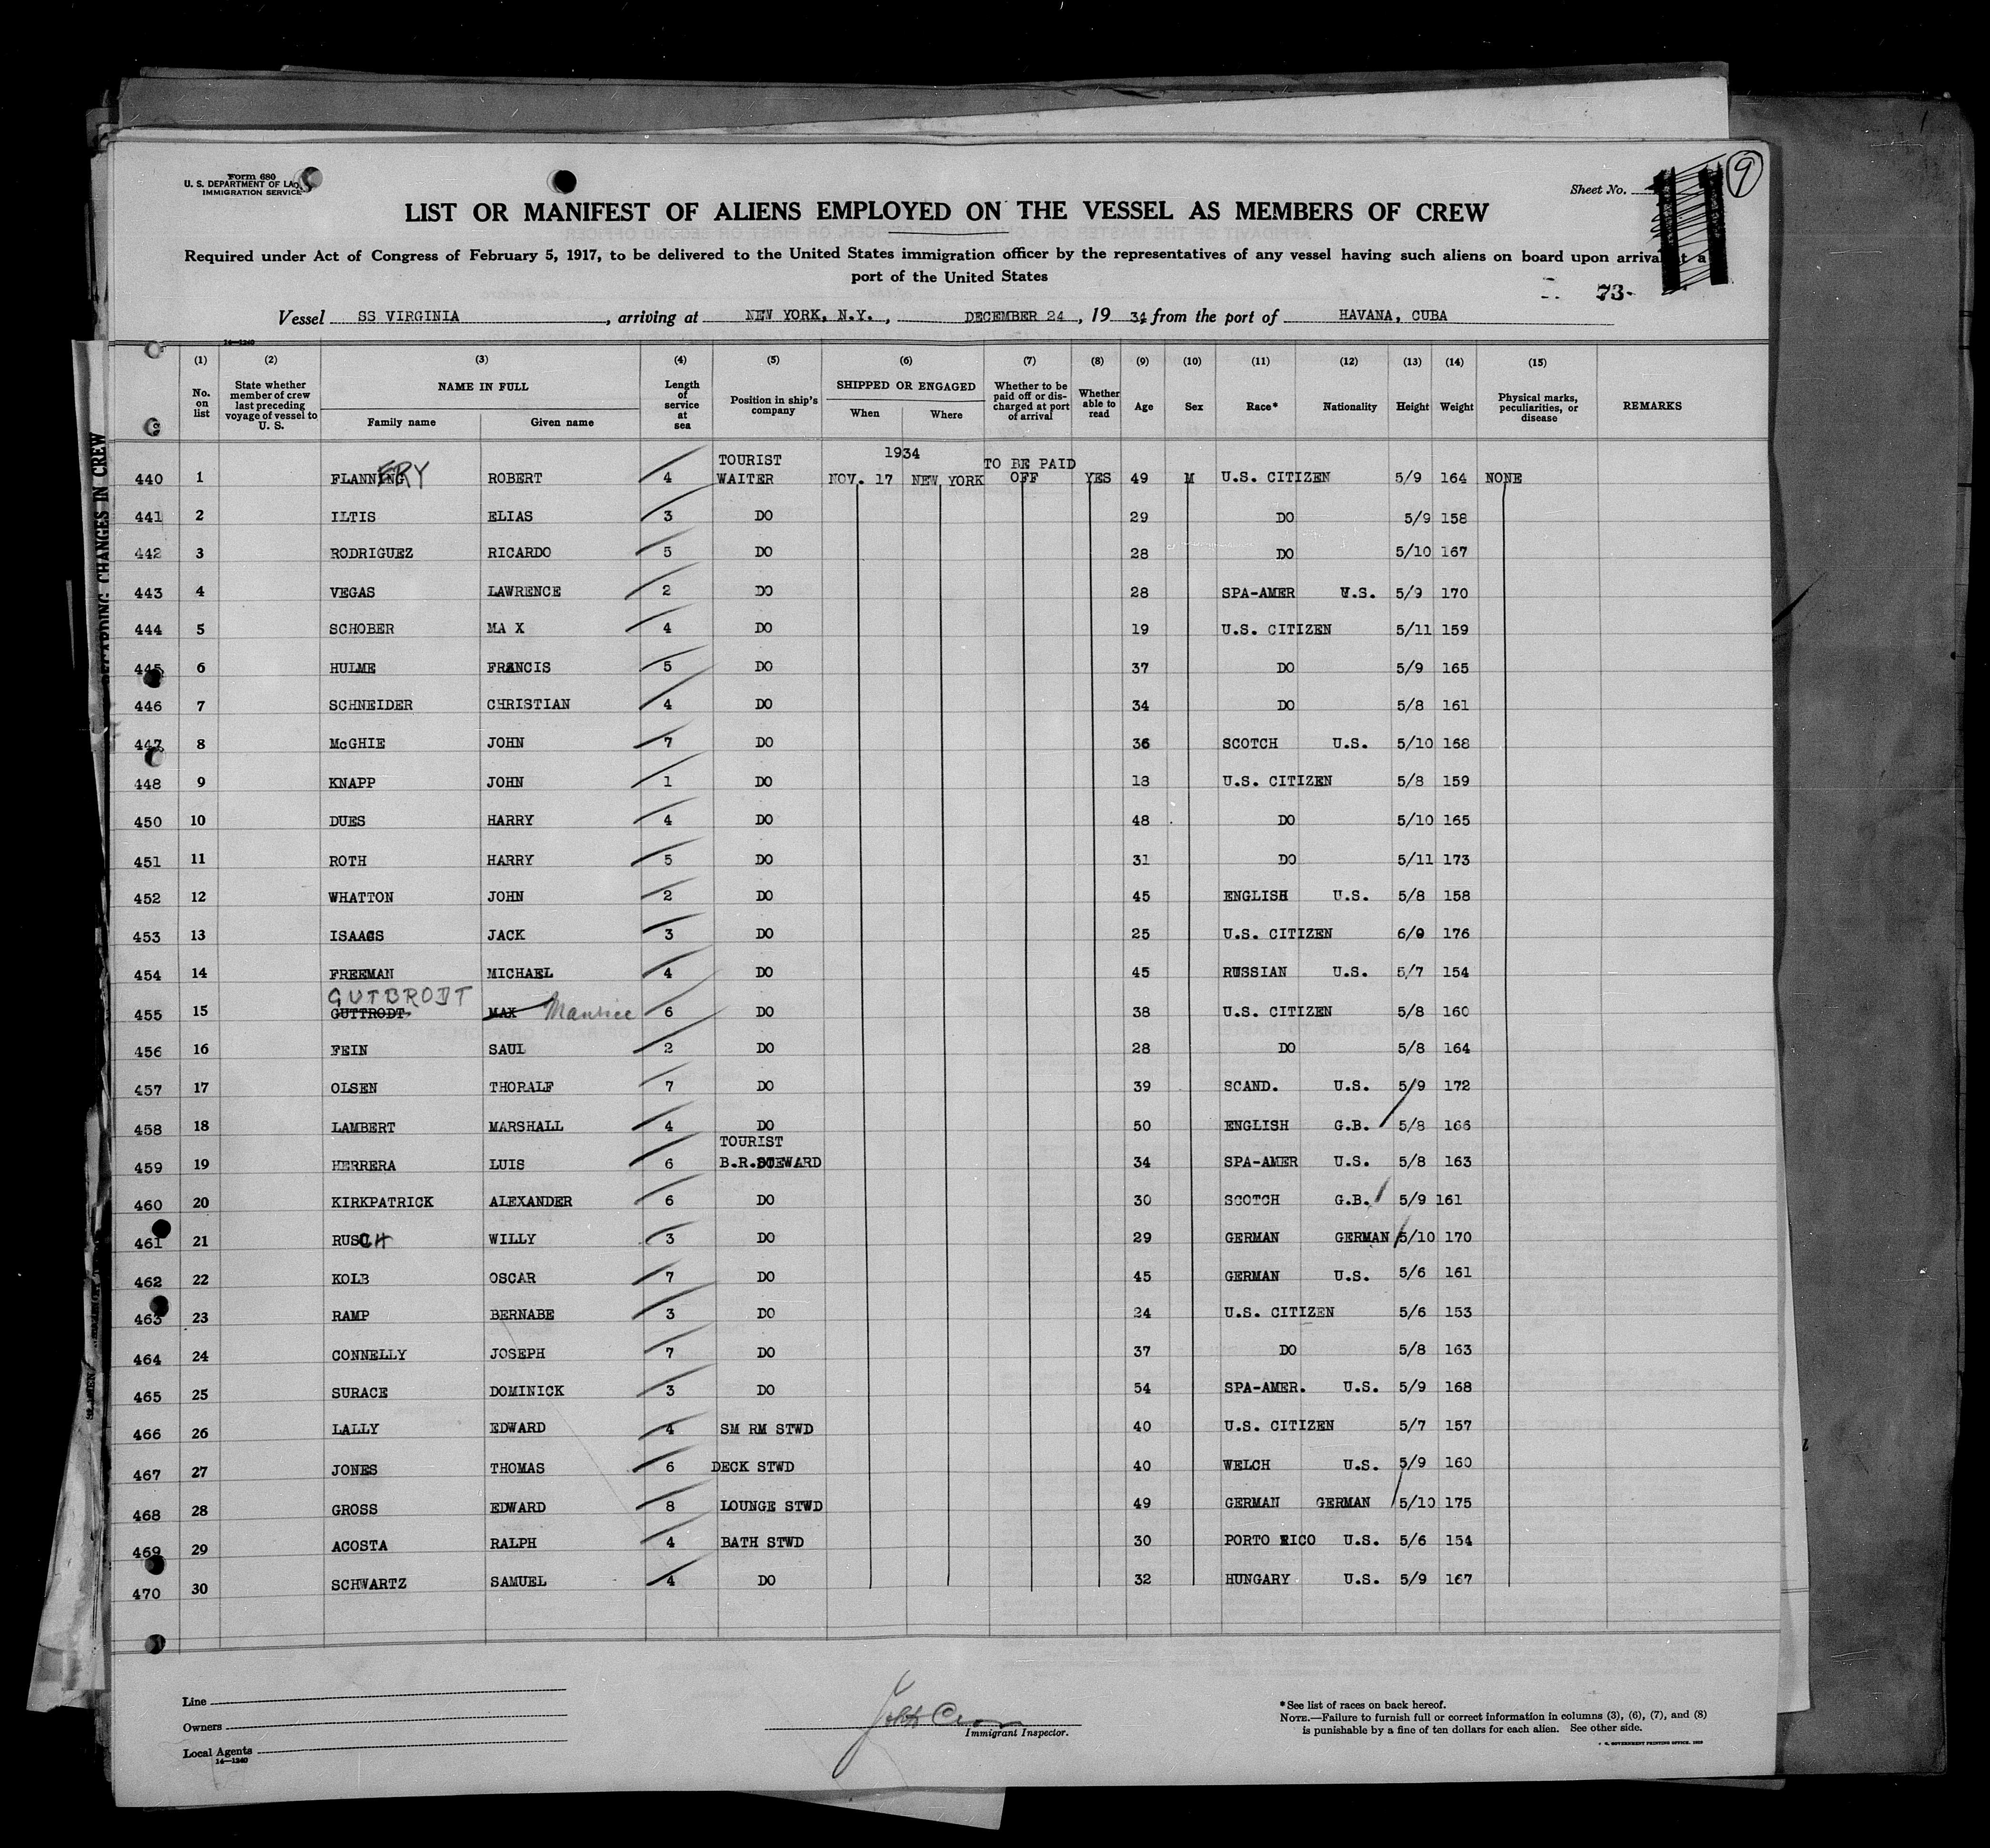 Form 680
U. S. DEPARTMENT OF
IMMIGRATION SERVICE
Sheet No.
9
LIST OR MANIFEST OF ALIENS EMPLOYED ON THE VESSEL AS MEMBERS OF CREW
Required under Act of Congress of February 5, 1917, to be delivered to the United States immigration officer by the representatives of any vessel having such aliens on board upon arrival at a
port of the United States
73-
Vessel SS VIRGINIA, arriving at NEW YORK, N.Y., DECEMBER 24, 1934 from the port of HAVANA, CUBA
14—1240
(1) (2) (3) (4) (5) (6) (7) (8) (9) (10) (11) (12) (13) (14) (15)
No. on list State whether member of crew last preceding voyage of vessel to U. S. NAME IN FULL Family name Given name Length of service at sea Position in ship's company SHIPPED OR ENGAGED When Where Whether to be paid off or discharged at port of arrival Whether able to read Age Sex Race* Nationality Height Weight Physical marks, peculiarities, or disease REMARKS
TOURIST 1934 TO BE PAID
440 1 FLANNERY ROBERT 4 WAITER NOV. 17 NEW YORK OFF YES 49 M U.S. CITIZEN 5/9 164 NONE
441 2 ILTIS ELIAS 3 DO 29 DO 5/9 158
442 3 RODRIGUEZ RICARDO 5 DO 28 DO 5/10 167
443 4 VEGAS LAWRENCE 2 DO 28 SPA-AMER U.S. 5/9 170
444 5 SCHOBER MA X 4 DO 19 U.S. CITIZEN 5/11 159
445 6 HULME FRANCIS 5 DO 37 DO 5/9 165
446 7 SCHNEIDER CHRISTIAN 4 DO 34 DO 5/8 161
447 8 McGHIE JOHN 7 DO 36 SCOTCH U.S. 5/10 168
448 9 KNAPP JOHN 1 DO 18 U.S. CITIZEN 5/8 159
450 10 DUES HARRY 4 DO 48 DO 5/10 165
451 11 ROTH HARRY 5 DO 31 DO 5/11 173
452 12 WHATTON JOHN 2 DO 45 ENGLISH U.S. 5/8 158
453 13 ISAACS JACK 3 DO 25 U.S. CITIZEN 6/0 176
454 14 FREEMAN MICHAEL 4 DO 45 RUSSIAN U.S. 5/7 154
GUTBRODT
455 15 GUTTRODT MAX Maurice 6 DO 38 U.S. CITIZEN 5/8 160
456 16 FEIN SAUL 2 DO 28 DO 5/8 164
457 17 OLSEN THORALF 7 DO 39 SCAND. U.S. 5/9 172
458 18 LAMBERT MARSHALL 4 DO 50 ENGLISH G.B. 5/8 166
TOURIST
459 19 HERRERA LUIS 6 B.R.STEWARD 34 SPA-AMER U.S. 5/8 163
460 20 KIRKPATRICK ALEXANDER 6 DO 30 SCOTCH G.B. 5/9 161
461 21 RUSCH WILLY 3 DO 29 GERMAN GERMAN 5/10 170
462 22 KOLB OSCAR 7 DO 45 GERMAN U.S. 5/6 161
463 23 RAMP BERNABE 3 DO 24 U.S. CITIZEN 5/6 153
464 24 CONNELLY JOSEPH 7 DO 37 DO 5/8 163
465 25 SURACE DOMINICK 3 DO 54 SPA-AMER. U.S. 5/9 168
466 26 LALLY EDWARD 4 SM RM STWD 40 U.S. CITIZEN 5/7 157
467 27 JONES THOMAS 6 DECK STWD 40 WELCH U.S. 5/9 160
468 28 GROSS EDWARD 8 LOUNGE STWD 49 GERMAN GERMAN 5/10 175
469 29 ACOSTA RALPH 4 BATH STWD 30 PORTO RICO U.S. 5/6 154
470 30 SCHWARTZ SAMUEL 4 DO 32 HUNGARY U.S. 5/9 167
Line
Owners
Local Agents
14—1240
Immigrant Inspector.
*See list of races on back hereof.
NOTE.—Failure to furnish full or correct information in columns (3), (6), (7), and (8)
is punishable by a fine of ten dollars for each alien. See other side.
CHANGES IN CREW